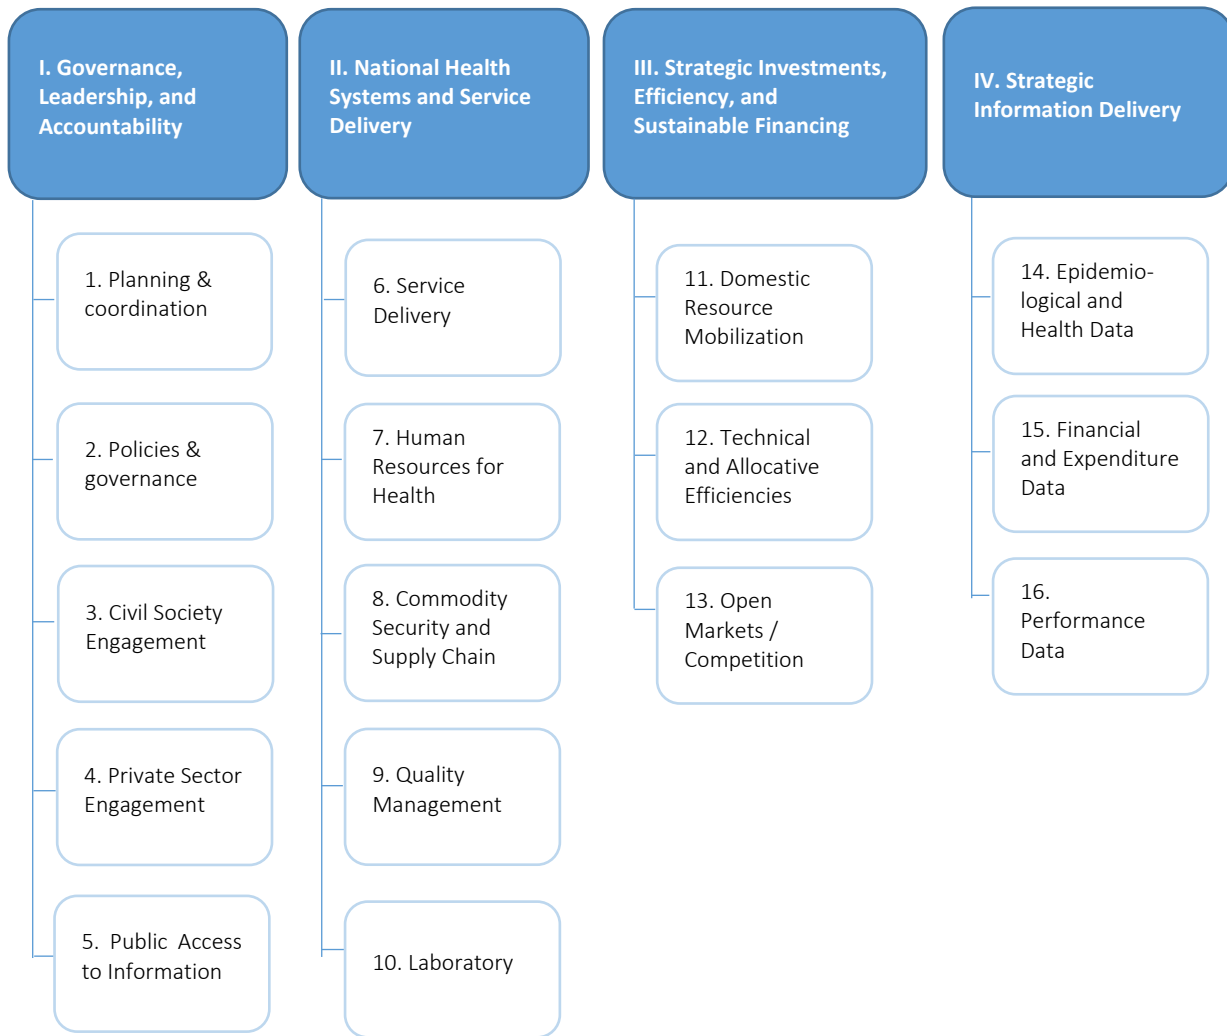 I. Governance,
Leadership, and
Accountability
1. Planning &
coordination
2. Policies &
governance
3. Civil Society
Engagement
4. Private Sector
Engagement
5. Public Access
to Information
II. National Health
Systems and Service
Delivery
6. Service
Delivery
7. Human
Resources for
Health
8. Commodity
Security and
Supply Chain
9. Quality
Management
10. Laboratory
III. Strategic Investments,
Efficiency, and
Sustainable Financing
11. Domestic
Resource
Mobilization
12. Technical
and Allocative
Efficiencies
13. Open
Markets /
Competition
IV. Strategic
Information Delivery
14. Epidemio-
logical and
Health Data
15. Financial
and Expenditure
Data
16.
Performance
Data